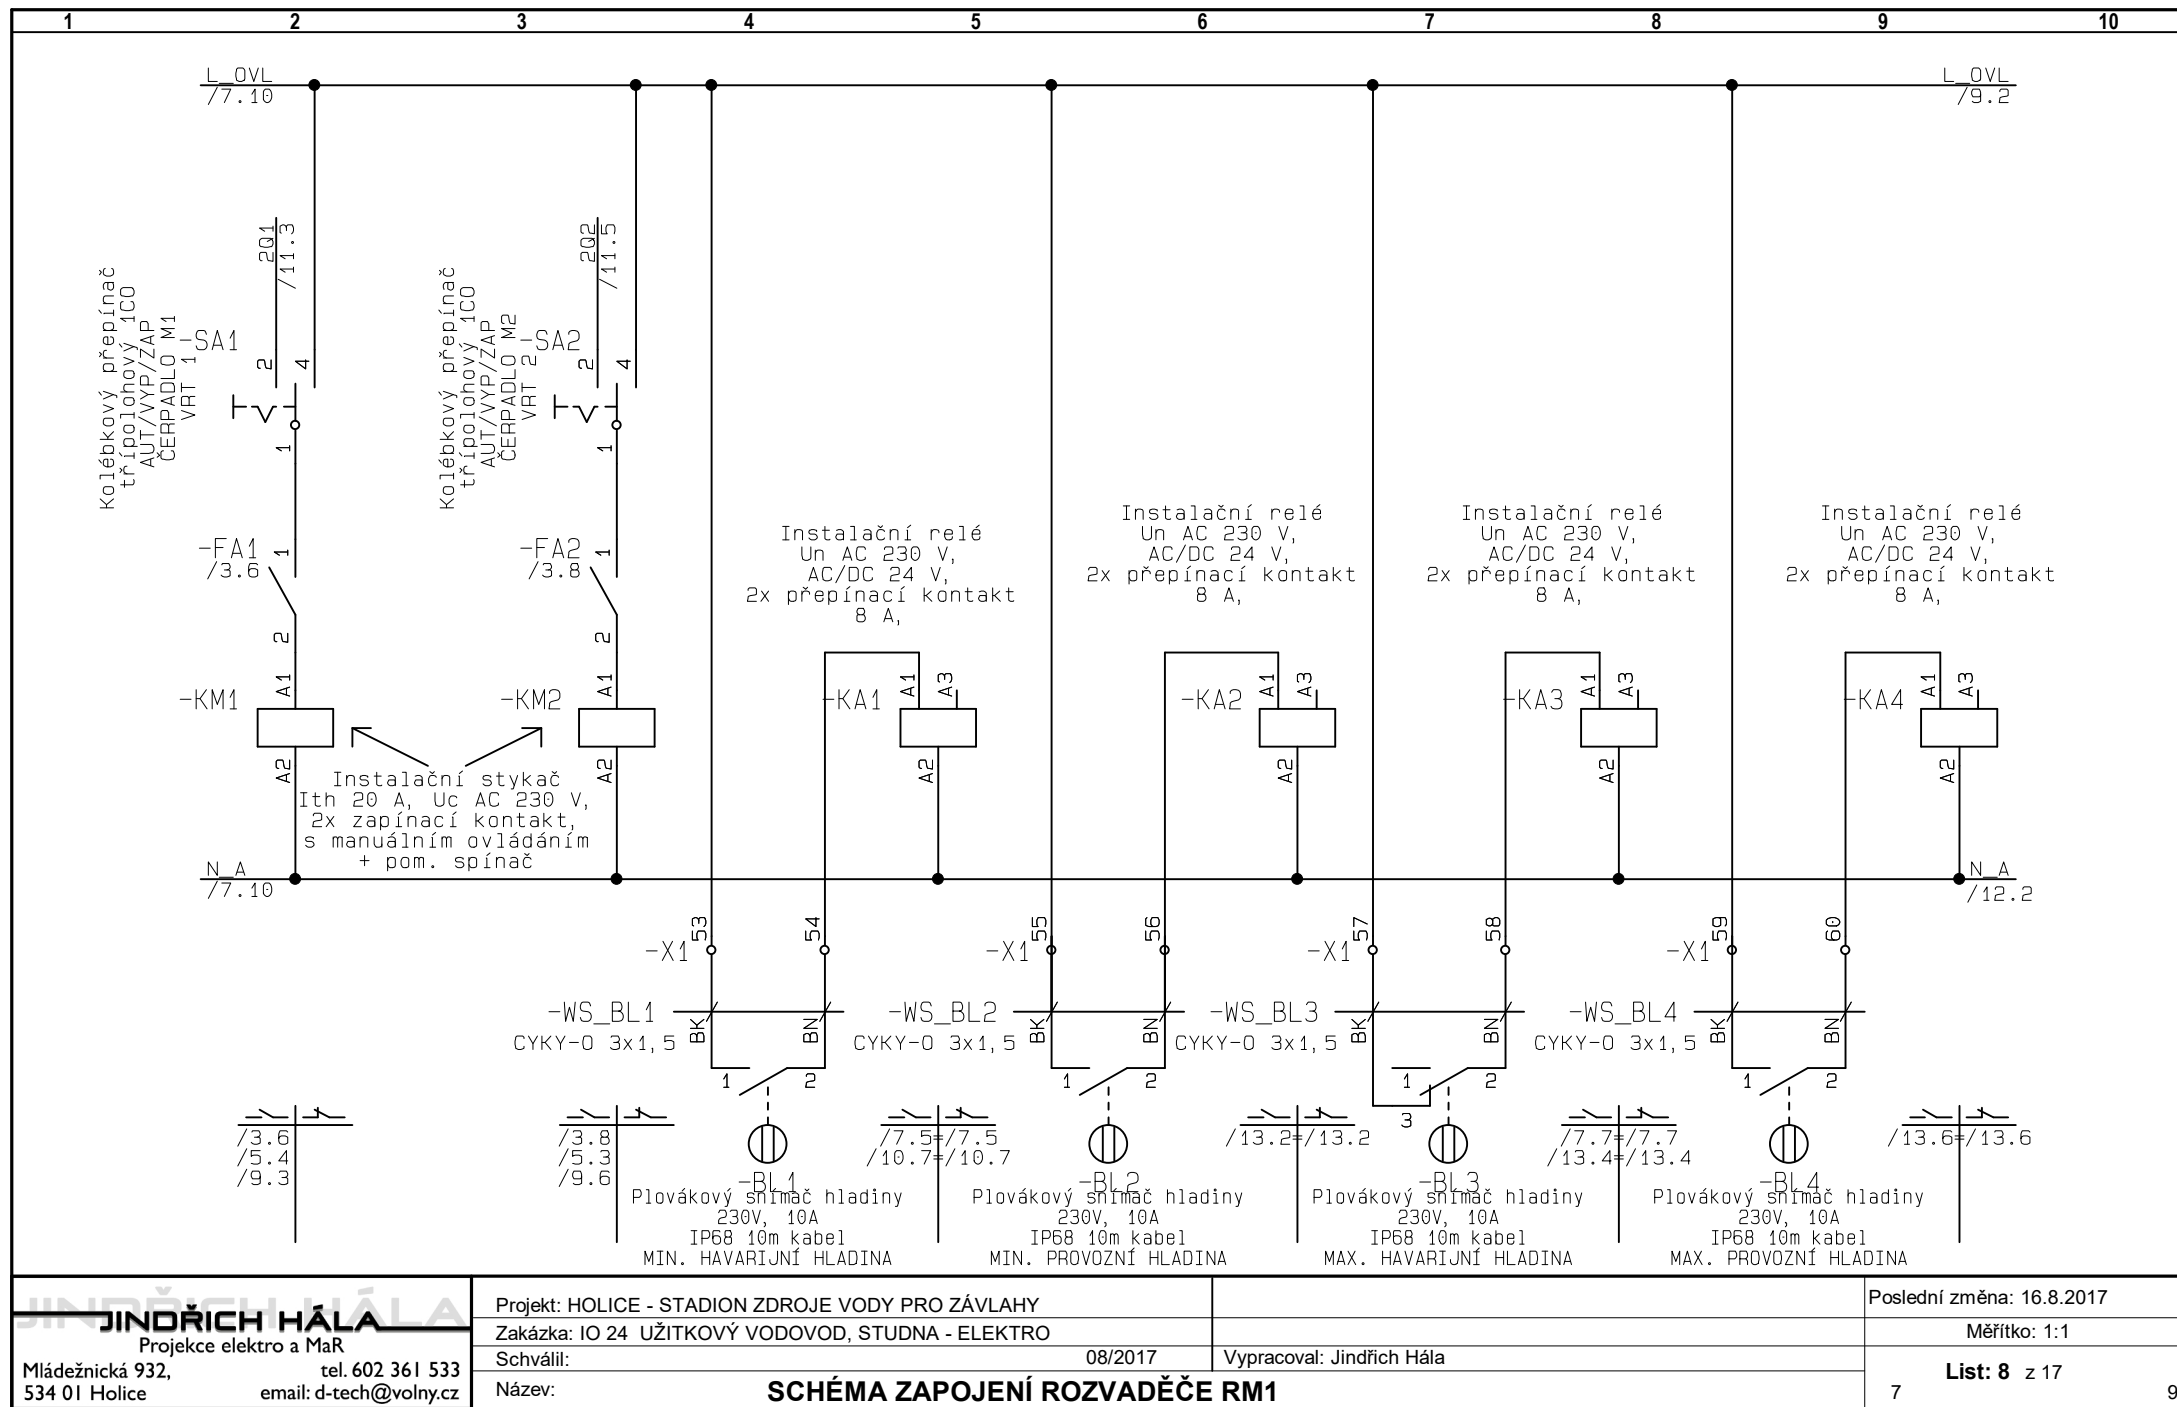 1 2 3 4 5 6 7 8 9 10
L_OVL
/7.10
L_OVL
/9.2
2Q1
/11.3
2Q2
/11.5
Kolébkový přepínač
třípolohový 1CO
AUT/VYP/ZAP
ČERPADLO M1
VRT 1
-SA1
2
4
1
Kolébkový přepínač
třípolohový 1CO
AUT/VYP/ZAP
ČERPADLO M2
VRT 2
-SA2
2
4
1
-FA1
/3.6
1
2
-FA2
/3.8
1
2
Instalační relé
Un AC 230 V,
AC/DC 24 V,
2x přepínací kontakt
8 A,
Instalační relé
Un AC 230 V,
AC/DC 24 V,
2x přepínací kontakt
8 A,
Instalační relé
Un AC 230 V,
AC/DC 24 V,
2x přepínací kontakt
8 A,
Instalační relé
Un AC 230 V,
AC/DC 24 V,
2x přepínací kontakt
8 A,
-KM1
A1
A2
-KM2
A1
A2
-KA1
A1
A3
A2
-KA2
A1
A3
A2
-KA3
A1
A3
A2
-KA4
A1
A3
A2
Instalační stykač
Ith 20 A, Uc AC 230 V,
2x zapínací kontakt,
s manuálním ovládáním
+ pom. spínač
N_A
/7.10
N_A
/12.2
-X1
53
54
-X1
55
56
-X1
57
58
-X1
59
60
-WS_BL1
CYKY-O 3x1,5
BK
BN
-WS_BL2
CYKY-O 3x1,5
BK
BN
-WS_BL3
CYKY-O 3x1,5
BK
BN
-WS_BL4
CYKY-O 3x1,5
BK
BN
1 2
1 2
1 2
3
1 2
/3.6
/5.4
/9.3
/3.8
/5.3
/9.6
/7.5 /7.5
/10.7 /10.7
/13.2 /13.2
/7.7 /7.7
/13.4 /13.4
/13.6 /13.6
-BL1
Plovákový snímač hladiny
230V, 10A
IP68 10m kabel
MIN. HAVARIJNÍ HLADINA
-BL2
Plovákový snímač hladiny
230V, 10A
IP68 10m kabel
MIN. PROVOZNÍ HLADINA
-BL3
Plovákový snímač hladiny
230V, 10A
IP68 10m kabel
MAX. HAVARIJNÍ HLADINA
-BL4
Plovákový snímač hladiny
230V, 10A
IP68 10m kabel
MAX. PROVOZNÍ HLADINA
JINDŘICH HÁLA
JINDŘICH HÁLA
Projekce elektro a MaR
Mládežnická 932, tel. 602 361 533
534 01 Holice email: d-tech@volny.cz
Projekt: HOLICE - STADION ZDROJE VODY PRO ZÁVLAHY
Zakázka: IO 24 UŽITKOVÝ VODOVOD, STUDNA - ELEKTRO
Schválil: 08/2017 Vypracoval: Jindřich Hála
Název: SCHÉMA ZAPOJENÍ ROZVADĚČE RM1
Poslední změna: 16.8.2017
Měřítko: 1:1
List: 8 z 17
7 9